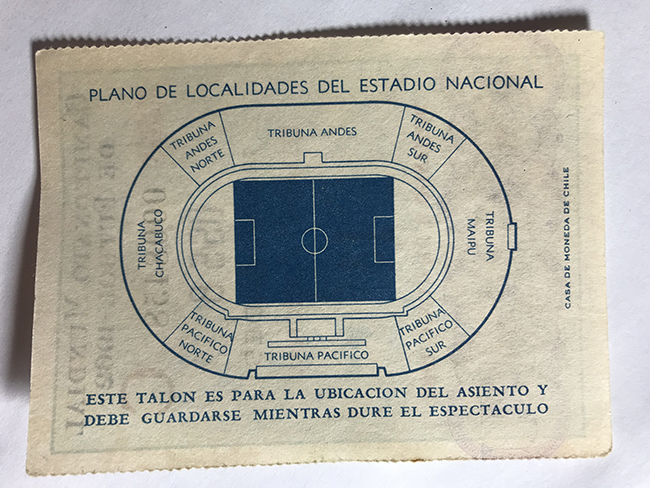 PLANO DE LOCALIDADES DEL ESTADIO NACIONAL
TRIBUNA
ANDES
NORTE
TRIBUNA ANDES
TRIBUNA
ANDES
SUR
TRIBUNA
CHACABUCO
TRIBUNA
MAIPU
TRIBUNA
PACIFICO
NORTE
TRIBUNA PACIFICO
TRIBUNA
PACIFICO
SUR
CASA DE MONEDA DE CHILE
ESTE TALON ES PARA LA UBICACION DEL ASIENTO Y
DEBE GUARDARSE MIENTRAS DURE EL ESPECTACULO